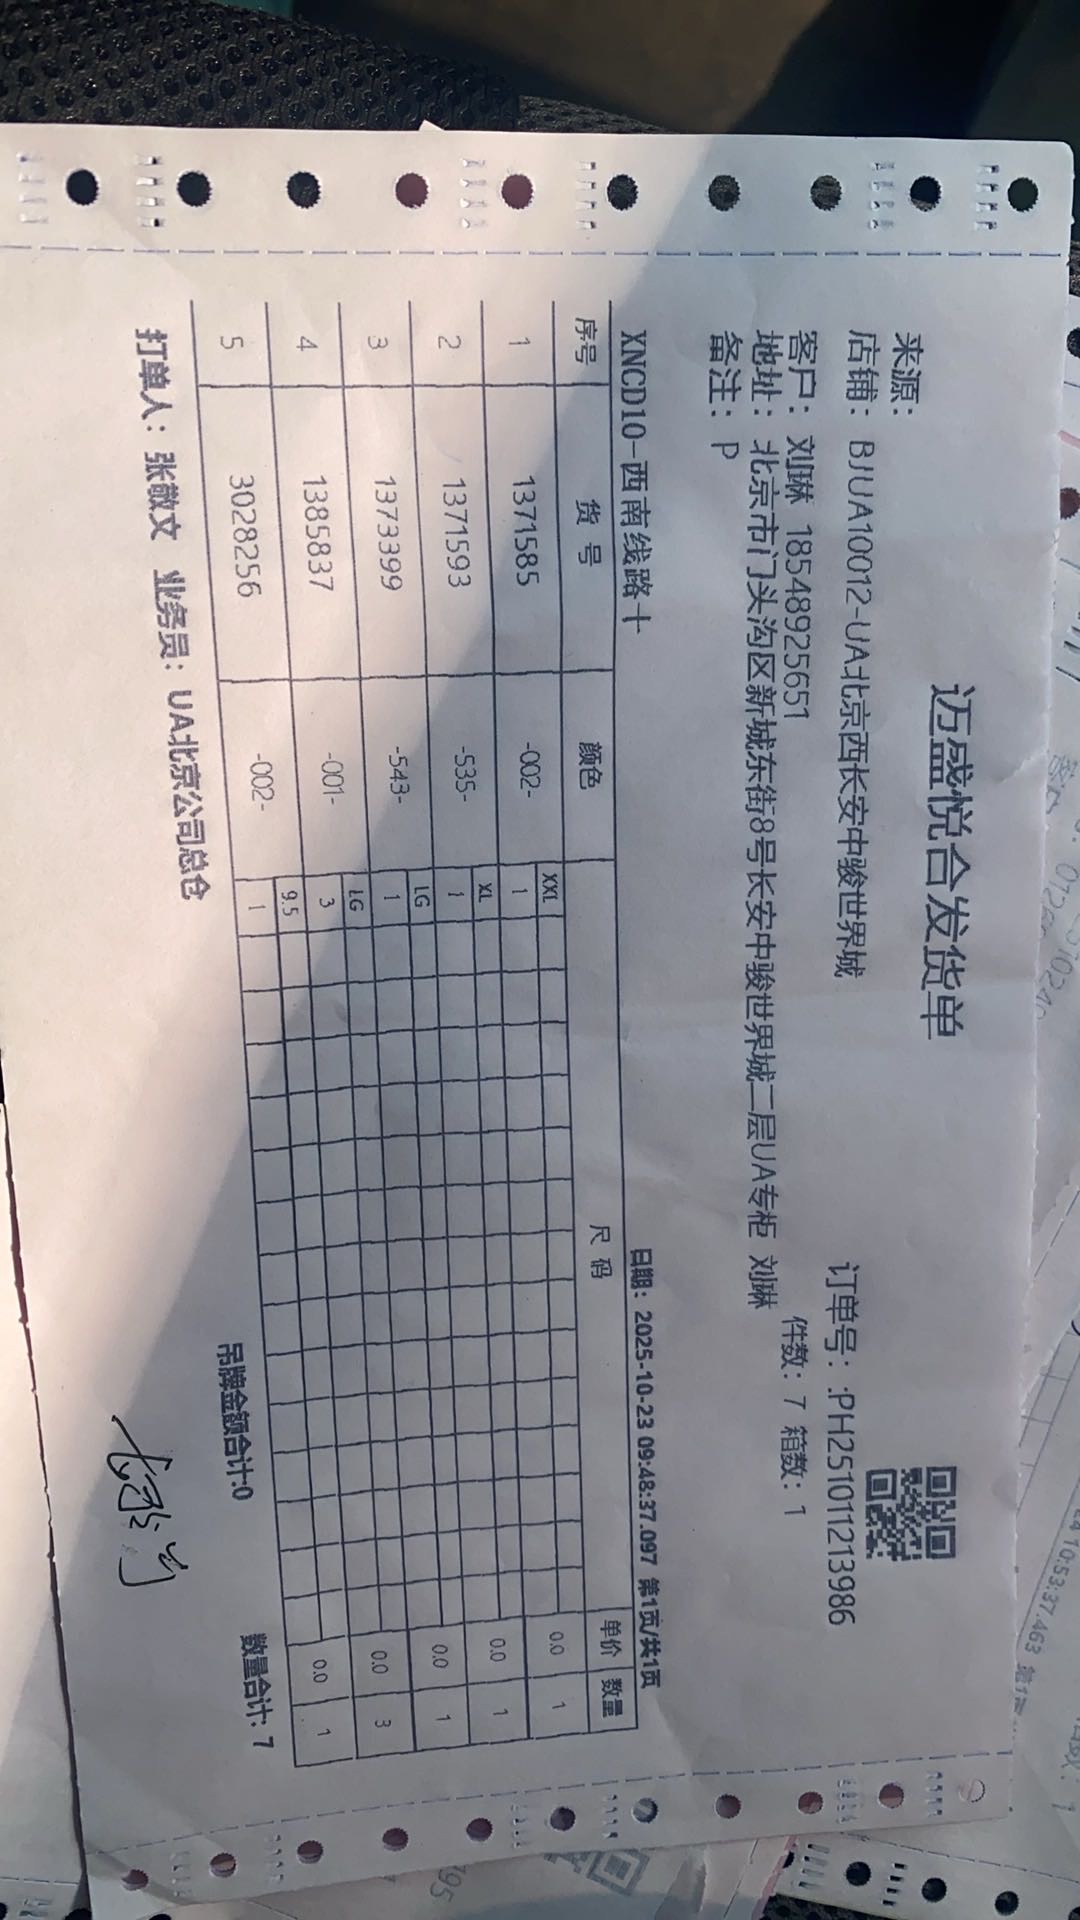 迈盛悦合发货单
来源：
店铺：BJUA10012-UA北京西长安中骏世界城 订单号：:PH251011213986
客户：刘琳 18548925651 件数：7 箱数：1
地址：北京市门头沟区新城东街8号长安中骏世界城二层UA专柜 刘琳
备注：P
XNCD10-西南线路十 日期：2025-10-23 09:48:37.097 第1页/共1页
序号 货号 颜色 尺码 单价 数量
XXL
1 1371585 -002- 1 0.0 1
XL
2 1371593 -535- 1 0.0 1
LG
3 1373399 -543- 1 0.0 1
LG
4 1385837 -001- 3 0.0 3
9.5
5 3028256 -002- 1 0.0 1
吊牌金额合计:0 数量合计：7
打单人：张敬文 业务员：UA北京公司总仓
10:53:37.463